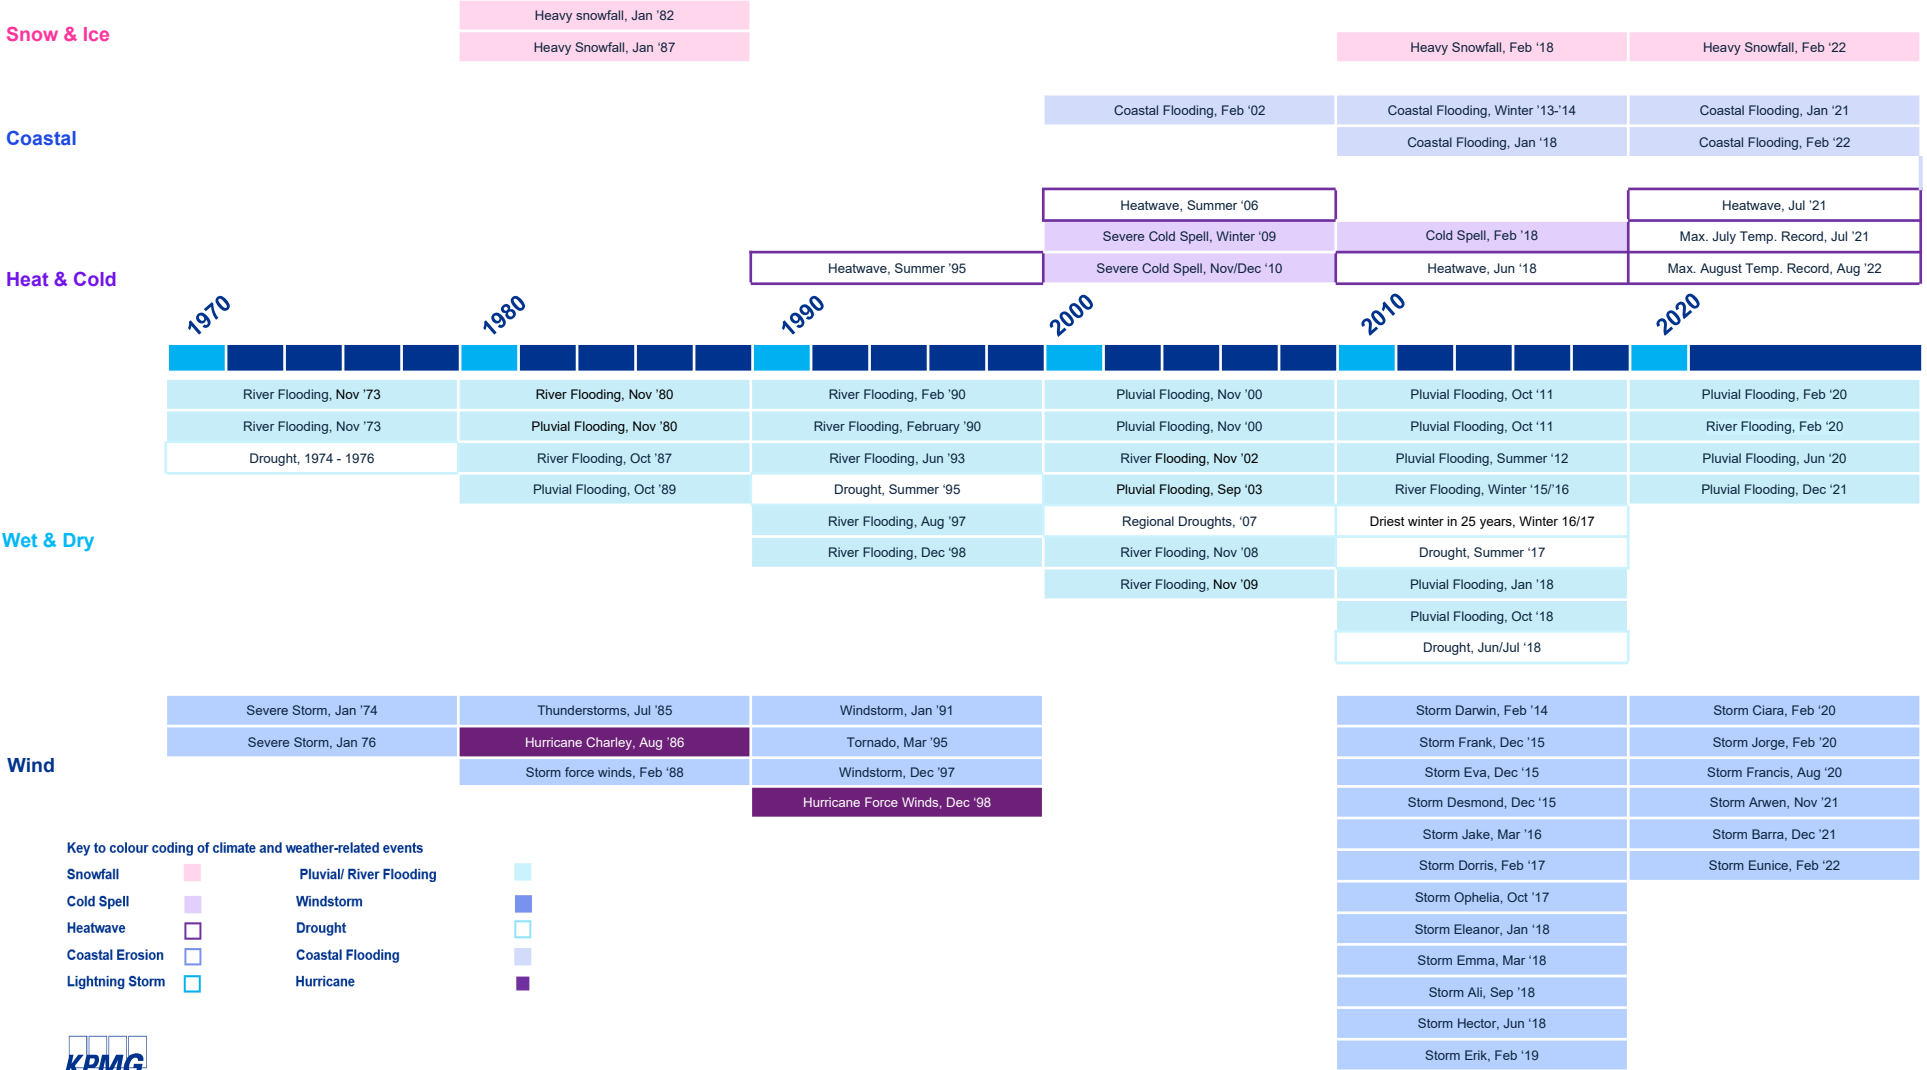 Heavy snowfall, Jan '82
Snow & Ice
Heavy Snowfall, Jan ‘87
Heavy Snowfall, Feb ‘18
Heavy Snowfall, Feb ‘22
Coastal Flooding, Feb ‘02
Coastal Flooding, Winter ’13-’14
Coastal Flooding, Jan ‘21
Coastal
Coastal Flooding, Jan ‘18
Coastal Flooding, Feb ‘22
Heatwave, Summer ‘06
Heatwave, Jul ’21
Severe Cold Spell, Winter ‘09
Cold Spell, Feb ’18
Max. July Temp. Record, Jul ’21
Heat & Cold
Heatwave, Summer ’95
Severe Cold Spell, Nov/Dec ‘10
Heatwave, Jun ‘18
Max. August Temp. Record, Aug ’22
1970
1980
1990
2000
2010
2020
River Flooding, Nov ’73
River Flooding, Nov ’80
River Flooding, Feb ’90
Pluvial Flooding, Nov ’00
Pluvial Flooding, Oct ’11
Pluvial Flooding, Feb ’20
River Flooding, Nov ’73
Pluvial Flooding, Nov ’80
River Flooding, February ’90
Pluvial Flooding, Nov ’00
Pluvial Flooding, Oct ’11
River Flooding, Feb ’20
Drought, 1974 - 1976
River Flooding, Oct ’87
River Flooding, Jun ’93
River Flooding, Nov ’02
Pluvial Flooding, Summer ‘12
Pluvial Flooding, Jun ’20
Pluvial Flooding, Oct ’89
Drought, Summer ‘95
Pluvial Flooding, Sep ‘03
River Flooding, Winter ‘15/’16
Pluvial Flooding, Dec ’21
Wet & Dry
River Flooding, Aug ’97
Regional Droughts, ‘07
Driest winter in 25 years, Winter 16/17
River Flooding, Dec ’98
River Flooding, Nov ’08
Drought, Summer ‘17
River Flooding, Nov ’09
Pluvial Flooding, Jan ’18
Pluvial Flooding, Oct ‘18
Drought, Jun/Jul ‘18
Severe Storm, Jan ’74
Thunderstorms, Jul ’85
Windstorm, Jan ’91
Storm Darwin, Feb ’14
Storm Ciara, Feb ‘20
Wind
Severe Storm, Jan 76
Hurricane Charley, Aug ’86
Tornado, Mar ’95
Storm Frank, Dec ’15
Storm Jorge, Feb ’20
Storm force winds, Feb ‘88
Windstorm, Dec ’97
Storm Eva, Dec ‘15
Storm Francis, Aug ‘20
Hurricane Force Winds, Dec ‘98
Storm Desmond, Dec ‘15
Storm Arwen, Nov ’21
Storm Jake, Mar ’16
Storm Barra, Dec ’21
Storm Dorris, Feb ‘17
Storm Eunice, Feb ’22
Storm Ophelia, Oct ’17
Storm Eleanor, Jan ‘18
Storm Emma, Mar ‘18
Storm Ali, Sep ’18
Storm Hector, Jun ‘18
Storm Erik, Feb ‘19
Key to colour coding of climate and weather-related events
Snowfall
Pluvial/ River Flooding
Cold Spell
Windstorm
Heatwave
Drought
Coastal Erosion
Coastal Flooding
Lightning Storm
Hurricane
KPMG